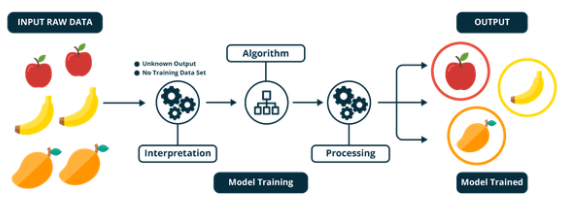 INPUT RAW DATA
OUTPUT
Algorithm
Unknown Output
No Training Data Set
Interpretation
Processing
Model Training
Model Trained